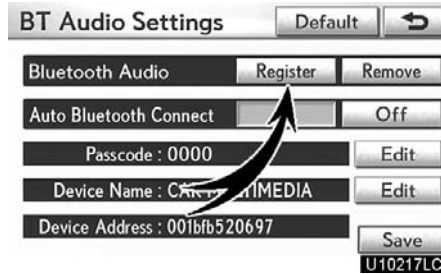 BT Audio Settings Default
Bluetooth Audio Register Remove
Auto Bluetooth Connect Off
Passcode : 0000 Edit
Device Name : MEDIA Edit
Device Address : 001bfb520697
Save
U10217LC